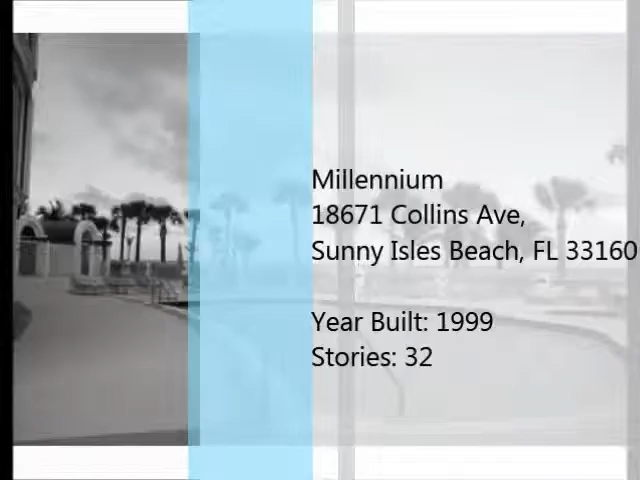 Millennium
18671 Collins Ave,
Sunny Isles Beach, FL 33160
Year Built: 1999
Stories: 32